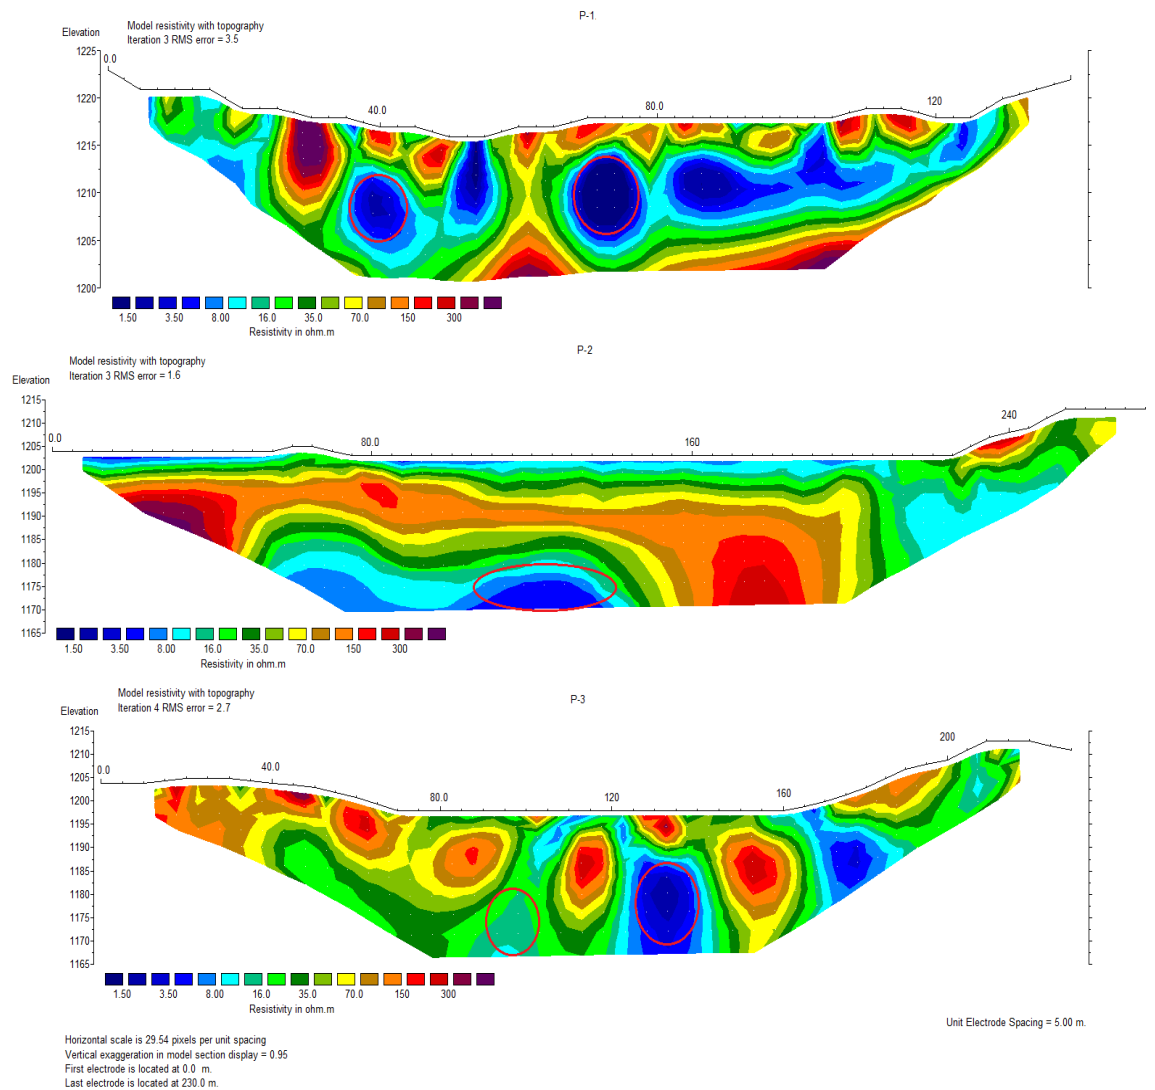 P-1
Model resistivity with topography
Iteration 3 RMS error = 3.5
Elevation
1225
1220
1215
1210
1205
1200
0.0
40.0
80.0
120
1.50 3.50 8.00 16.0 35.0 70.0 150 300
Resistivity in ohm.m
P-2
Model resistivity with topography
Iteration 3 RMS error = 1.6
Elevation
1215
1210
1205
1200
1195
1190
1185
1180
1175
1170
1165
0.0
80.0
160
240
1.50 3.50 8.00 16.0 35.0 70.0 150 300
Resistivity in ohm.m
P-3
Model resistivity with topography
Iteration 4 RMS error = 2.7
Elevation
1215
1210
1205
1200
1195
1190
1185
1180
1175
1170
1165
0.0
40.0
80.0
120
160
200
1.50 3.50 8.00 16.0 35.0 70.0 150 300
Resistivity in ohm.m
Unit Electrode Spacing = 5.00 m.
Horizontal scale is 29.54 pixels per unit spacing
Vertical exaggeration in model section display = 0.95
First electrode is located at 0.0 m.
Last electrode is located at 230.0 m.